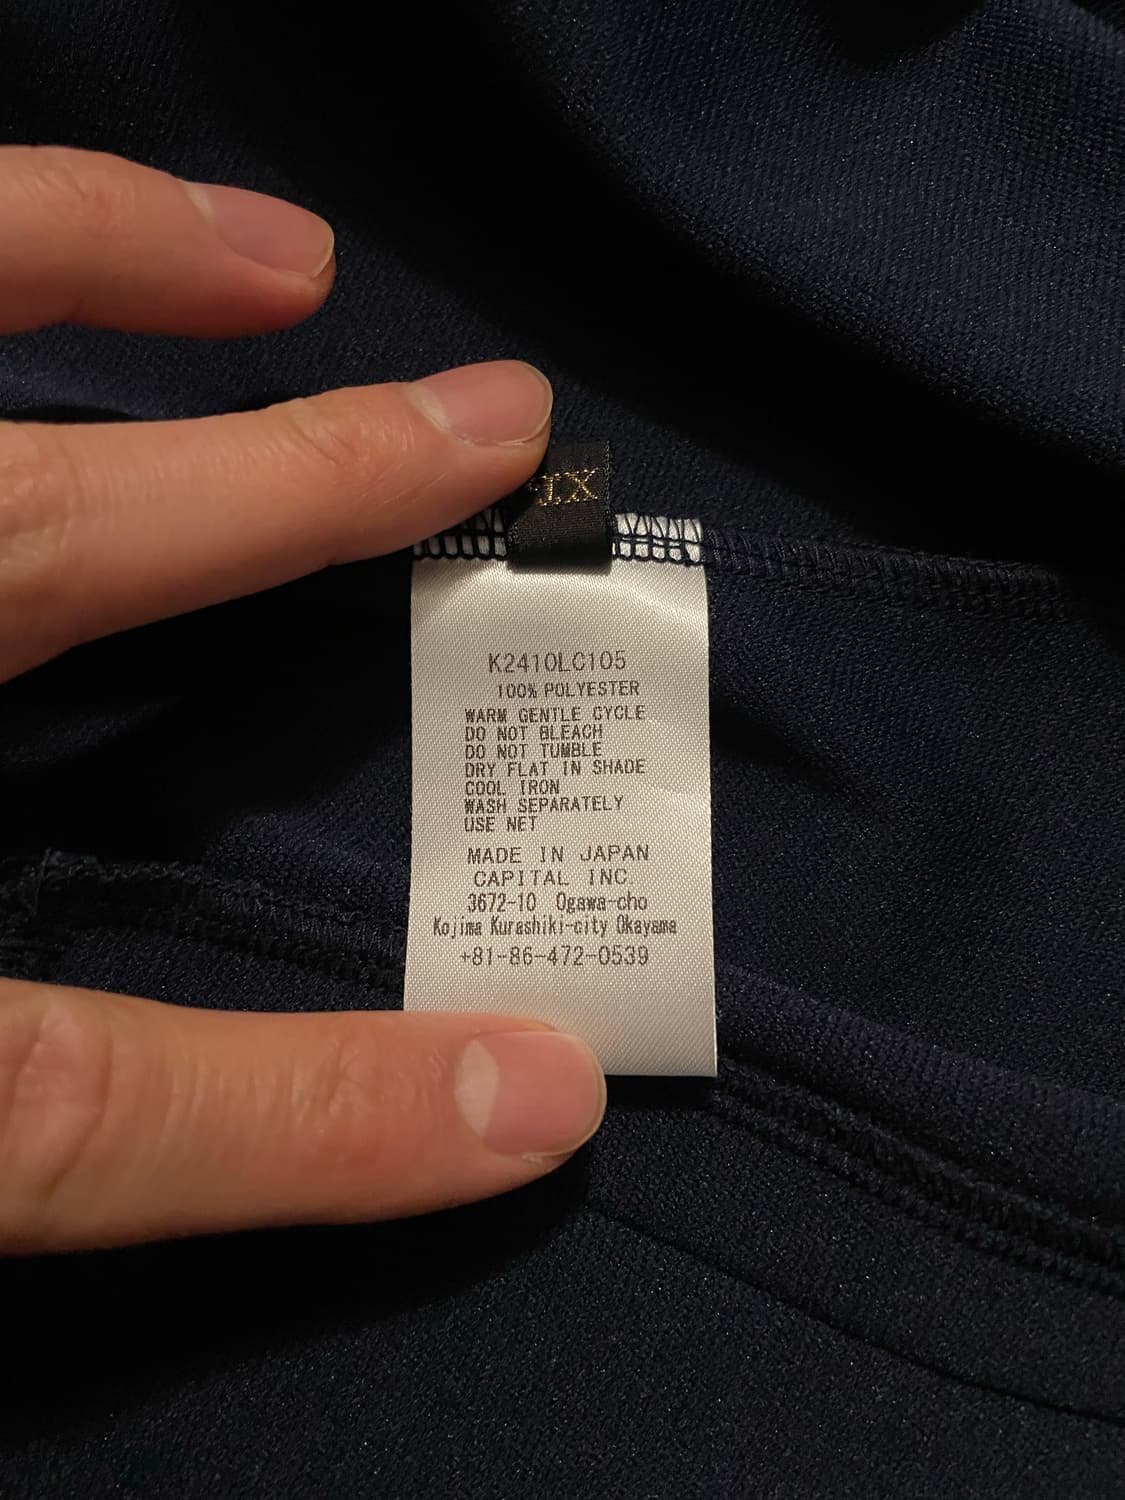 K2410LC105
100% POLYESTER
WARM GENTLE CYCLE
DO NOT BLEACH
DO NOT TUMBLE
DRY FLAT IN SHADE
COOL IRON
WASH SEPARATELY
USE NET
MADE IN JAPAN
CAPITAL INC.
3672-10 Ogawa-cho
Kojima Kurashiki-city Okayama
+81-86-472-0539